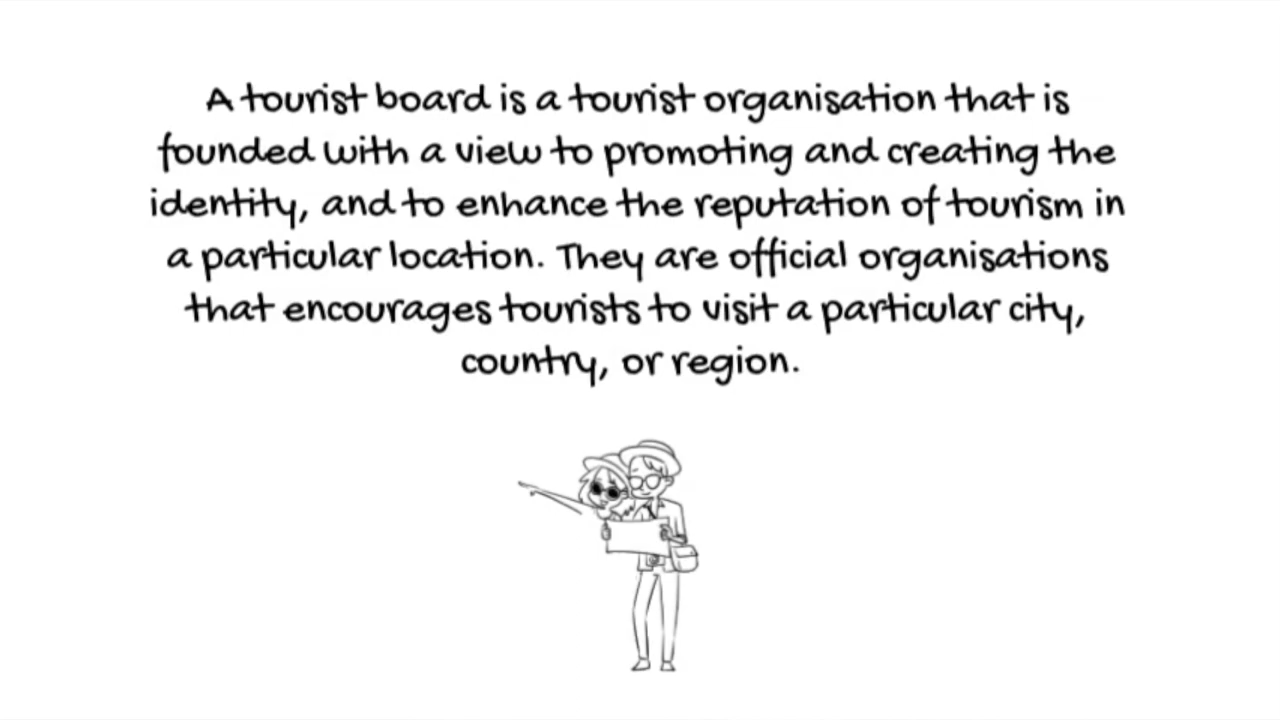 A tourist board is a tourist organisation that is
founded with a view to promoting and creating the
identity, and to enhance the reputation of tourism in
a particular location. They are official organisations
that encourages tourists to visit a particular city,
country, or region.